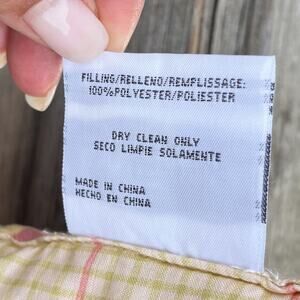 FILLING/RELLENO/REMPLISSAGE:
100%POLYESTER/POLIESTER
DRY CLEAN ONLY
SECO LIMPIE SOLAMENTE
MADE IN CHINA
HECHO EN CHINA